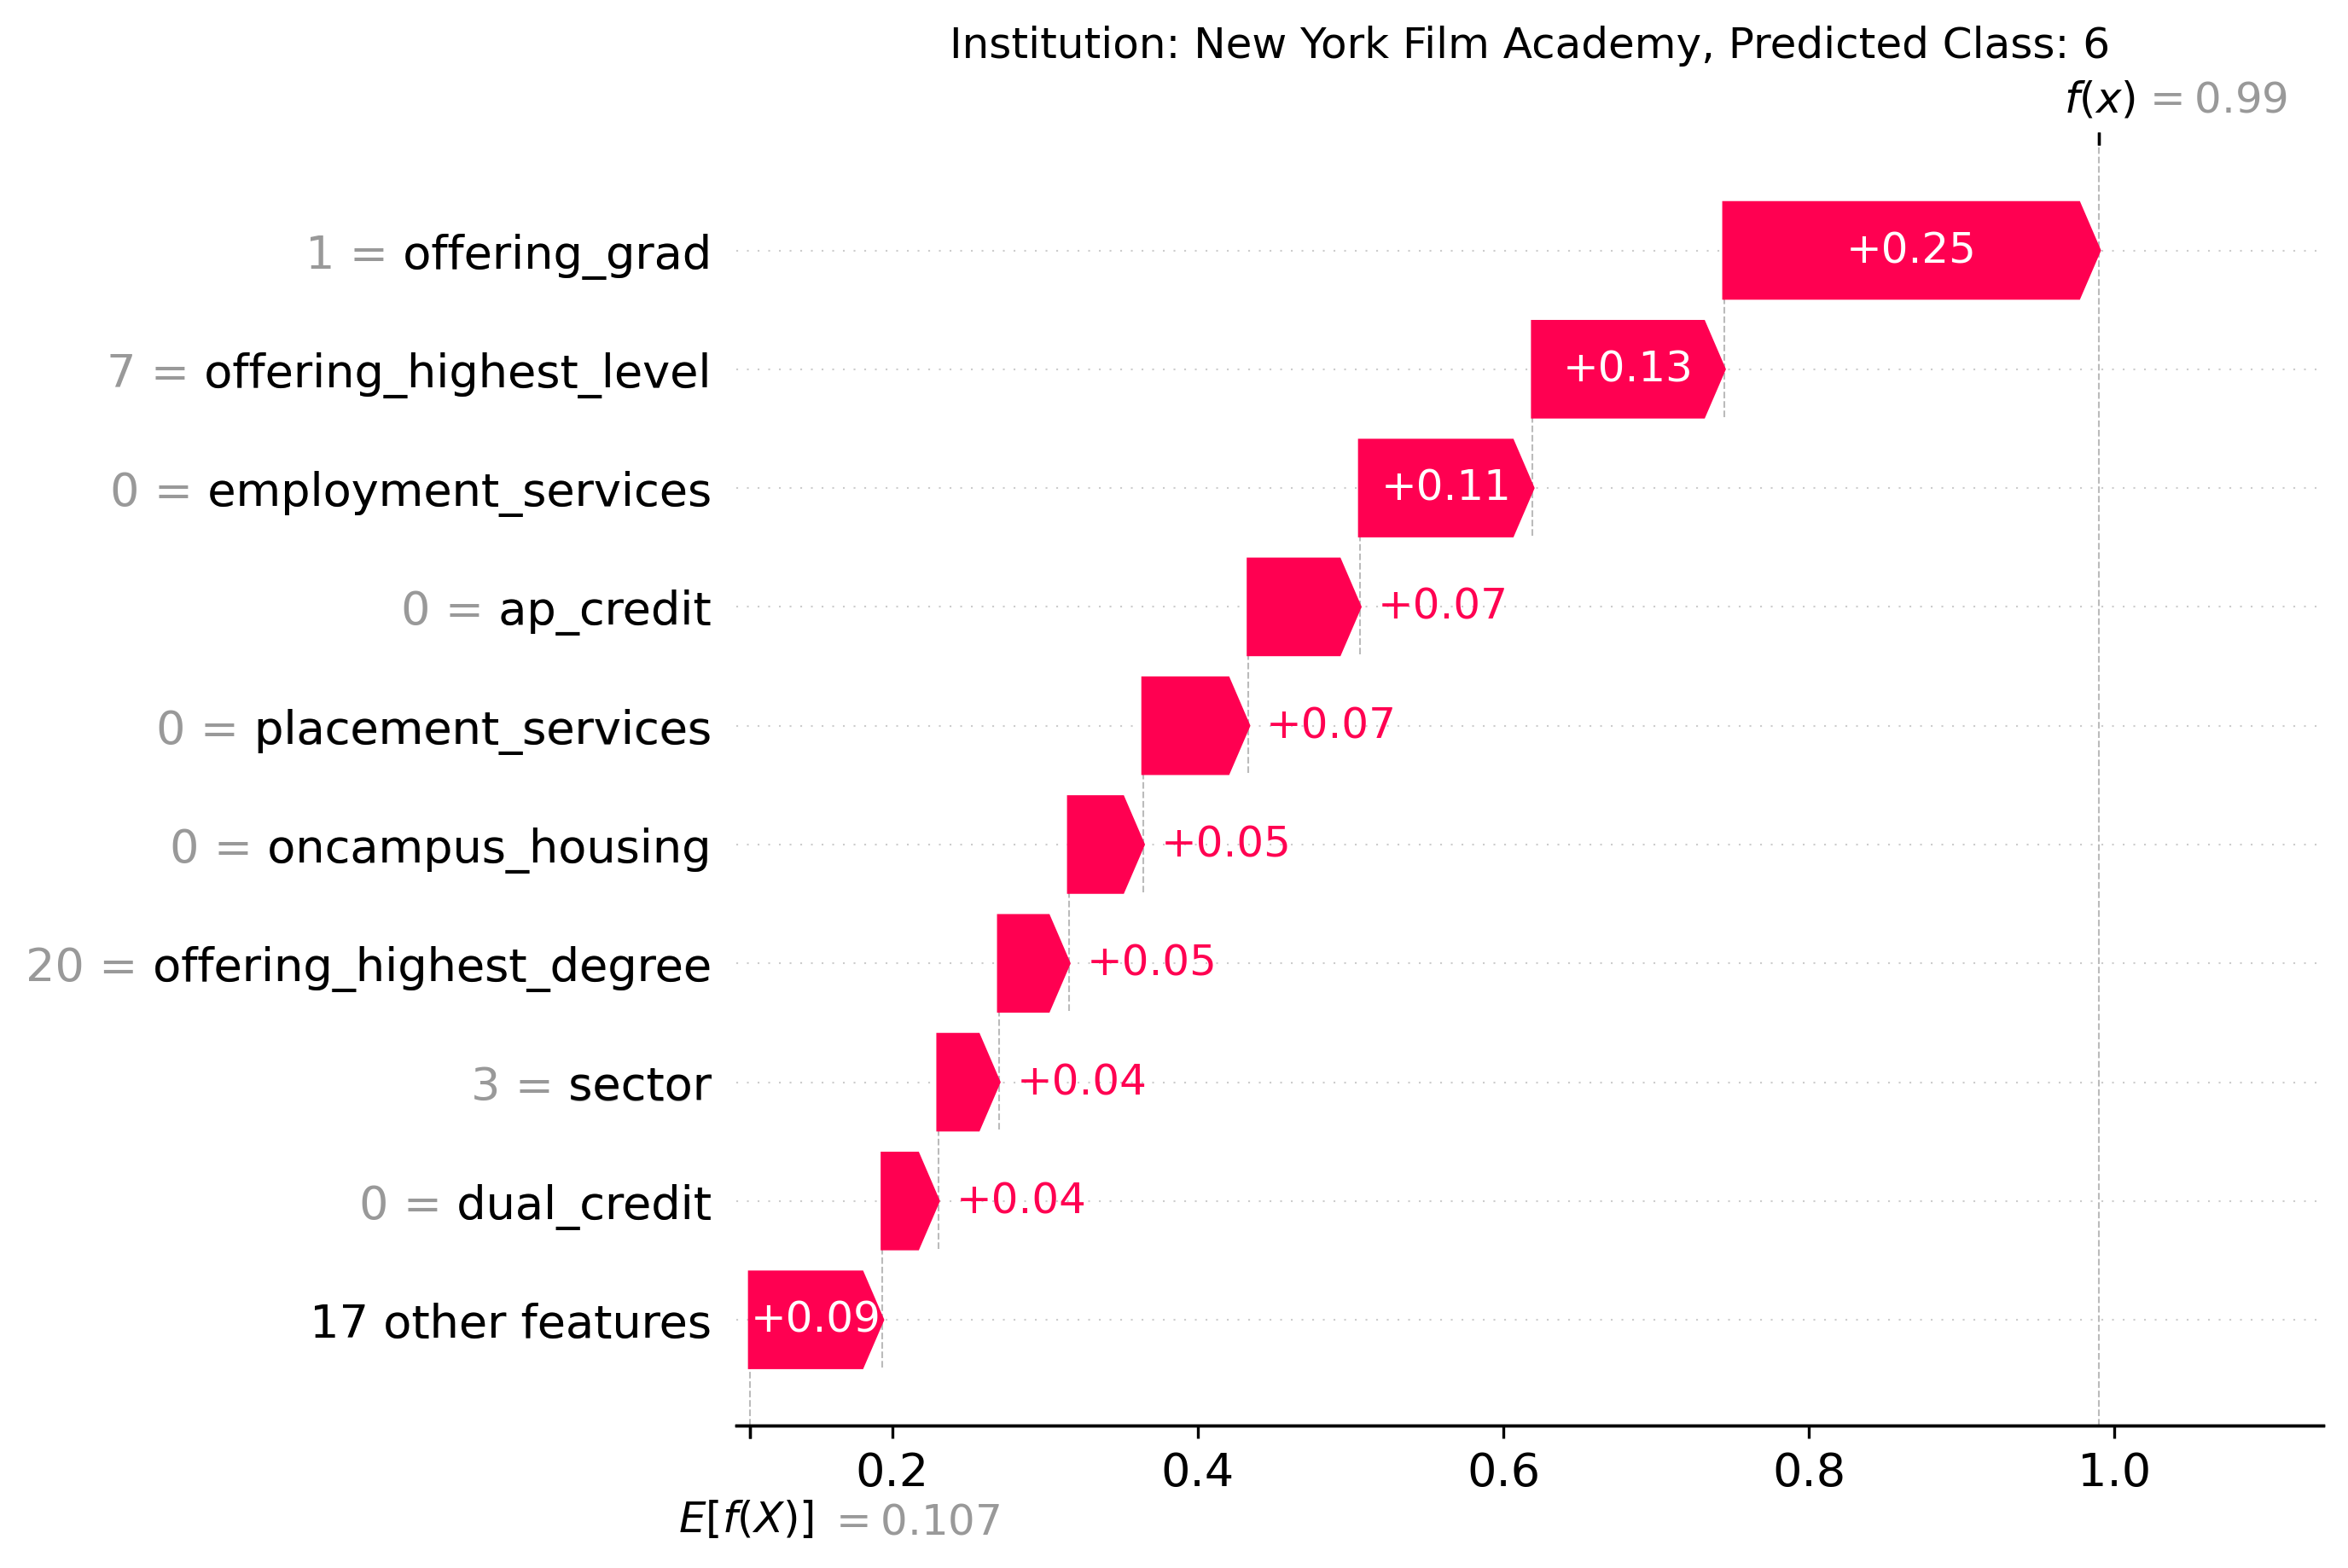 Institution: New York Film Academy, Predicted Class: 6
f(x) = 0.99
1 = offering_grad
+0.25
7 = offering_highest_level
+0.13
0 = employment_services
+0.11
0 = ap_credit
+0.07
0 = placement_services
+0.07
0 = oncampus_housing
+0.05
20 = offering_highest_degree
+0.05
3 = sector
+0.04
0 = dual_credit
+0.04
17 other features
+0.09
0.2 0.4 0.6 0.8 1.0
E[f(X)] = 0.107